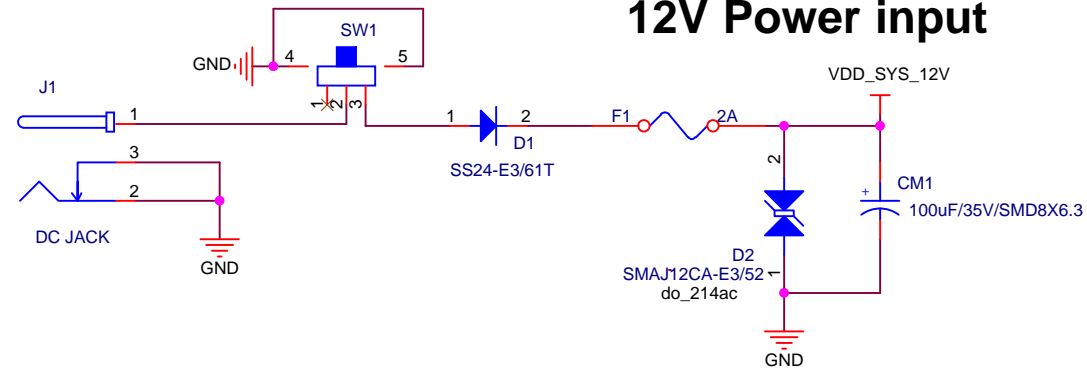 12V Power input
SW1
GND
4
5
VDD_SYS_12V
J1
1
2
3
1
1
2
F1
2A
D1
SS24-E3/61T
3
2
2
CM1
+
100uF/35V/SMD8X6.3
DC JACK
GND
D2
SMAJ12CA-E3/52
1
do_214ac
GND